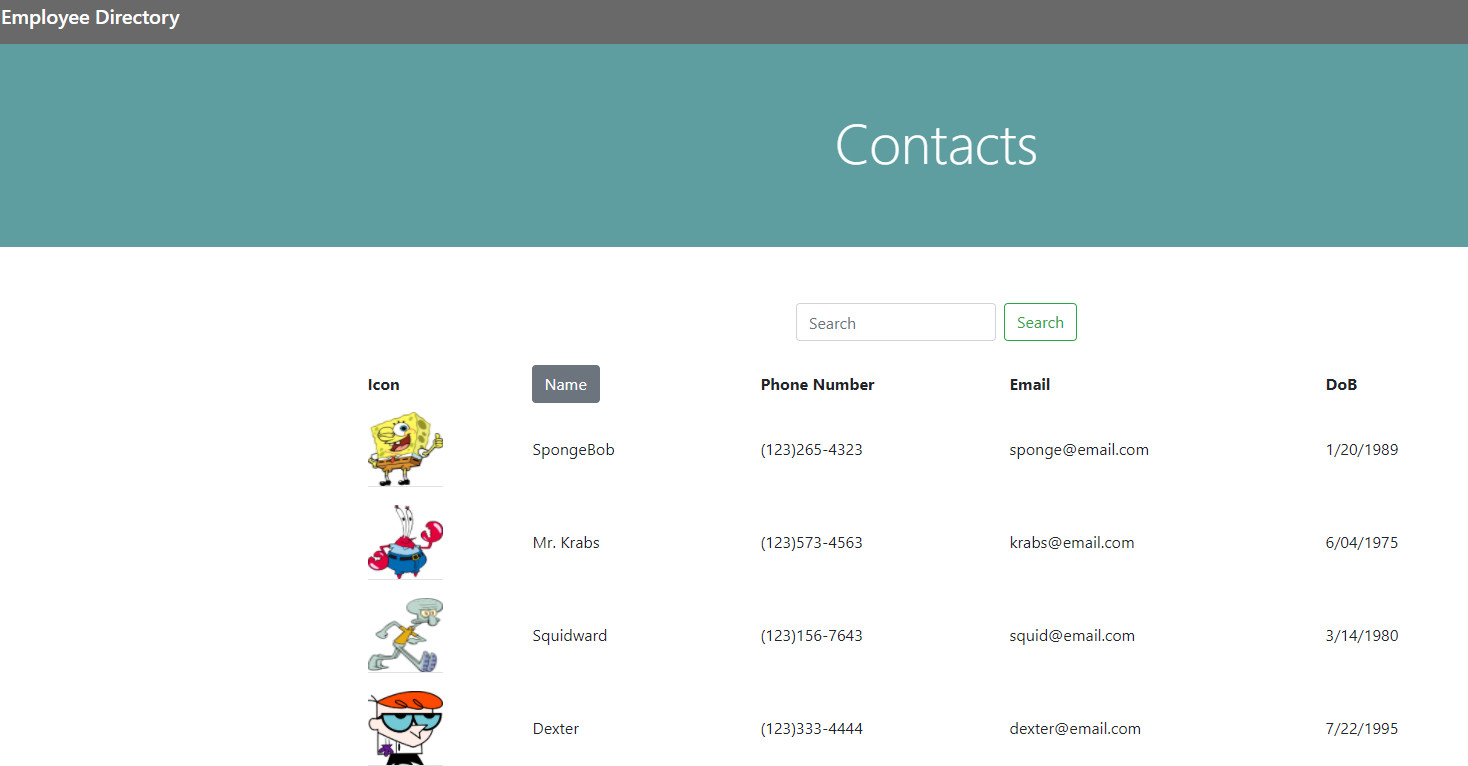 Employee Directory
Contacts
Search Search
Icon Name Phone Number Email DoB
SpongeBob (123)265-4323 sponge@email.com 1/20/1989
Mr. Krabs (123)573-4563 krabs@email.com 6/04/1975
Squidward (123)156-7643 squid@email.com 3/14/1980
Dexter (123)333-4444 dexter@email.com 7/22/1995